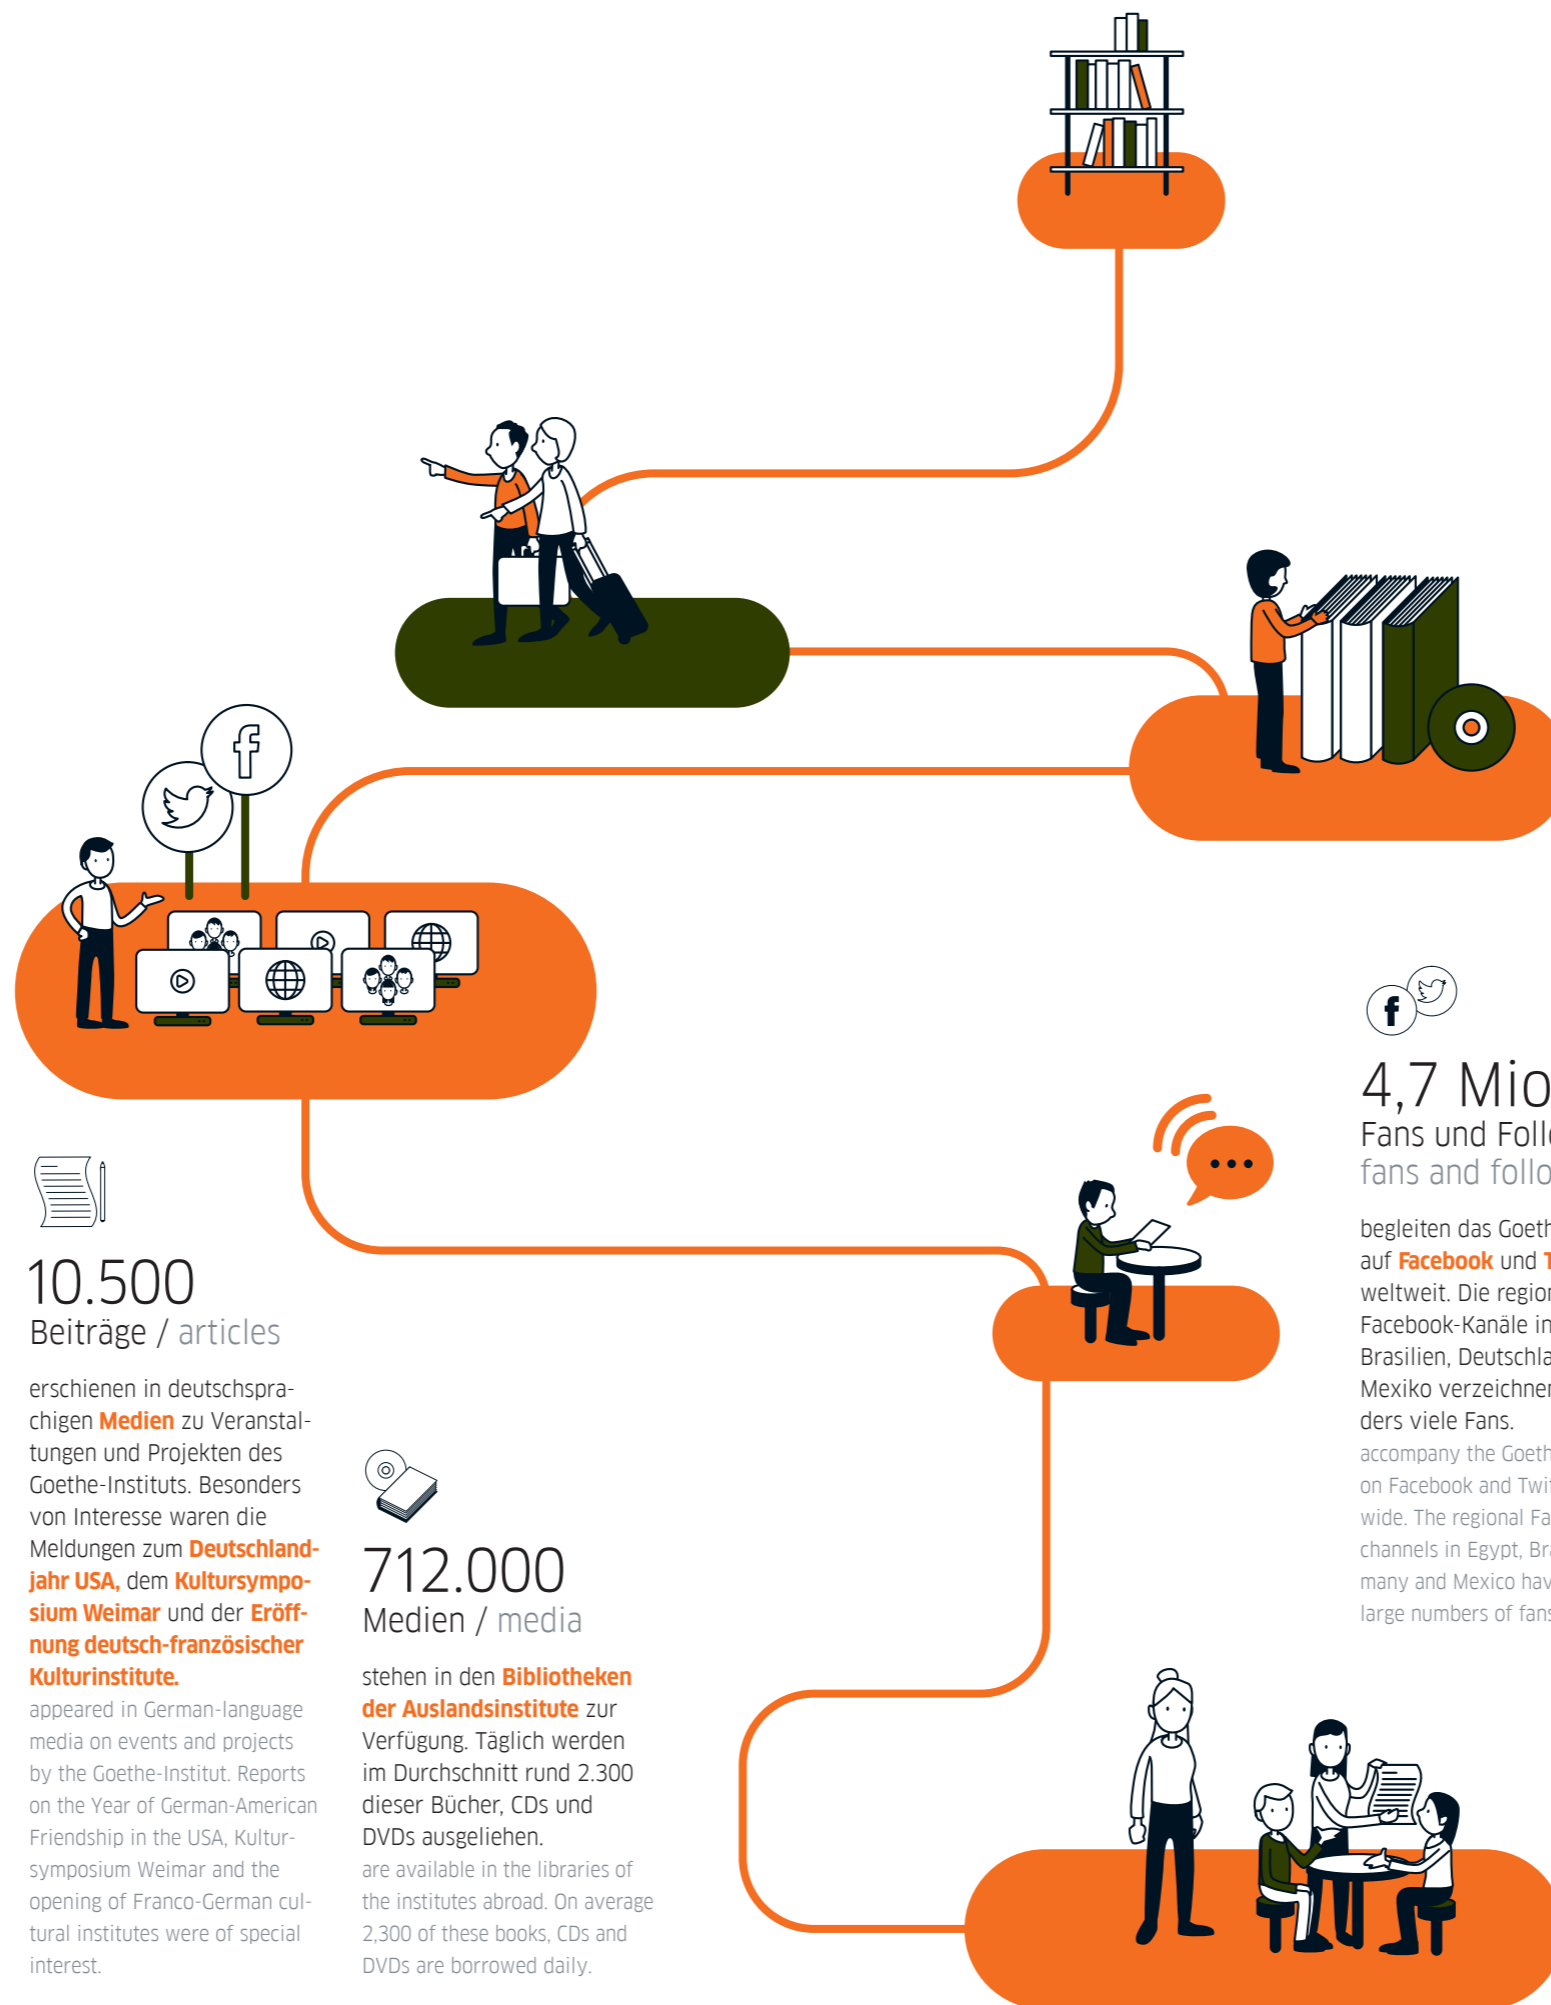 10.500
Beiträge / articles
erschienen in deutschspra-
chigen Medien zu Veranstal-
tungen und Projekten des
Goethe-Instituts. Besonders
von Interesse waren die
Meldungen zum Deutschland-
jahr USA, dem Kultursympo-
sium Weimar und der Eröff-
nung deutsch-französischer
Kulturinstitute.
appeared in German-language
media on events and projects
by the Goethe-Institut. Reports
on the Year of German-American
Friendship in the USA, Kultur-
symposium Weimar and the
opening of Franco-German cul-
tural institutes were of special
interest.
712.000
Medien / media
stehen in den Bibliotheken
der Auslandsinstitute zur
Verfügung. Täglich werden
im Durchschnitt rund 2.300
dieser Bücher, CDs und
DVDs ausgeliehen.
are available in the libraries of
the institutes abroad. On average
2,300 of these books, CDs and
DVDs are borrowed daily.
4,7 Mio
Fans und
fans and
begleiten das
auf Facebook und
weltweit. Die
Facebook-Kanäle in
Brasilien,
Mexiko
ders viele Fans.
accompany the
on Facebook and
wide. The regional
channels in Egypt,
many and Mexico
large numbers of fans